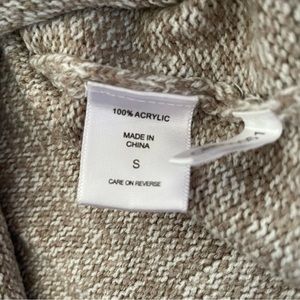 100% ACRYLIC
MADE IN
CHINA
S
CARE ON REVERSE